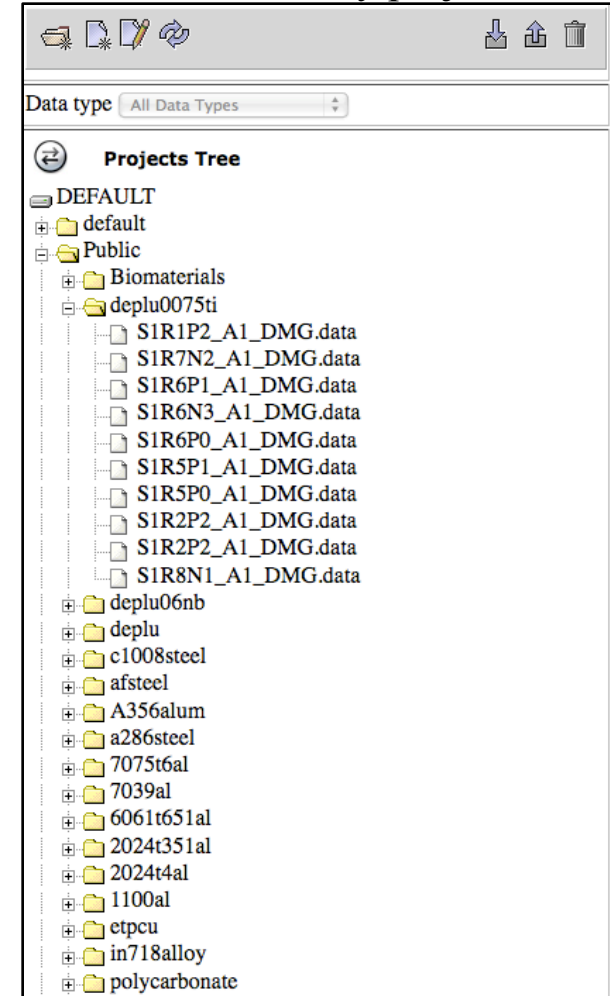 Data type All Data Types
Projects Tree
DEFAULT
default
Public
Biomaterials
deplu0075ti
S1R1P2_A1_DMG.data
S1R7N2_A1_DMG.data
S1R6P1_A1_DMG.data
S1R6N3_A1_DMG.data
S1R6P0_A1_DMG.data
S1R5P1_A1_DMG.data
S1R5P0_A1_DMG.data
S1R2P2_A1_DMG.data
S1R2P2_A1_DMG.data
S1R8N1_A1_DMG.data
deplu06nb
deplu
c1008steel
afsteel
A356alum
a286steel
7075t6al
7039al
6061t651al
2024t351al
2024t4al
1100al
etpcu
in718alloy
polycarbonate